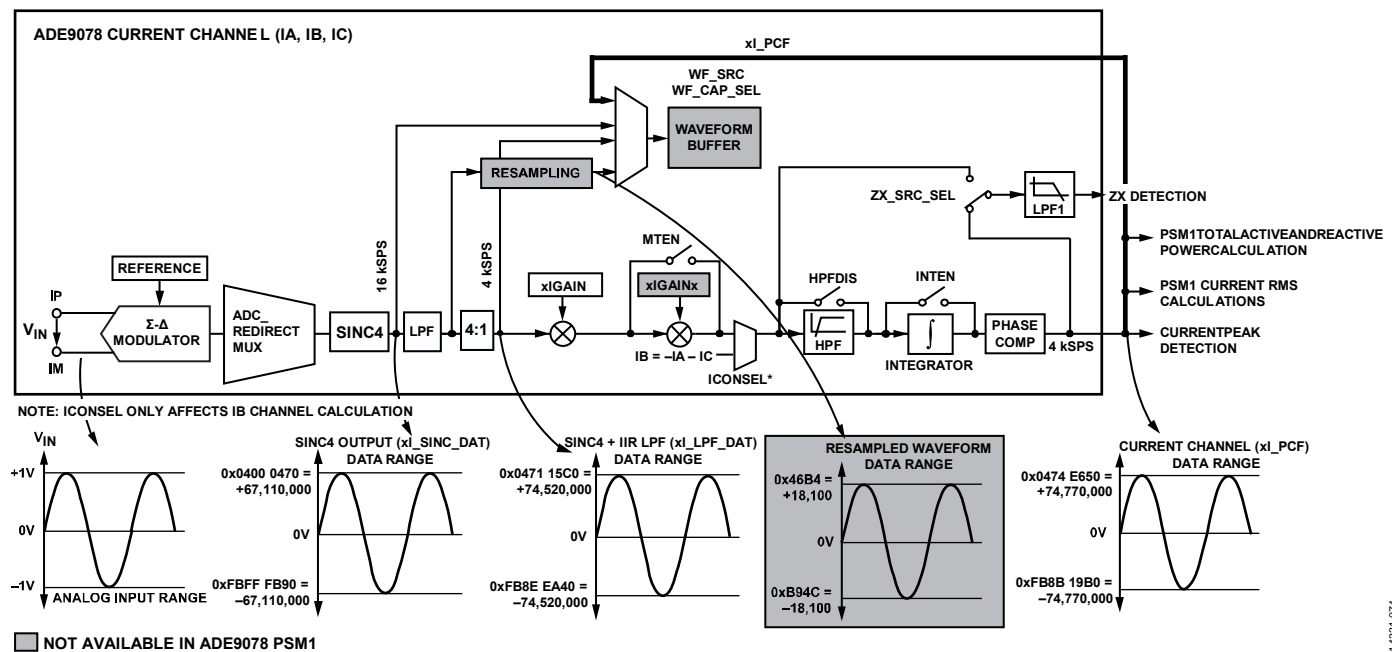 ADE9078 CURRENT CHANNEL (IA, IB, IC)
xI_PCF
WF_SRC
WF_CAP_SEL
WAVEFORM
BUFFER
RESAMPLING
ZX_SRC_SEL
LPF1
ZX DETECTION
16 kSPS
4 kSPS
MTEN
PSM1TOTALACTIVEANDREACTIVE
POWERCALCULATION
REFERENCE
xIGAIN
xIGAINx
HPFDIS
INTEN
PSM1 CURRENT RMS
CALCULATIONS
IP
VIN
IM
Σ-Δ
MODULATOR
ADC_
REDIRECT
MUX
SINC4
LPF
4:1
HPF
∫
INTEGRATOR
PHASE
COMP
4 kSPS
CURRENTPEAK
DETECTION
IB = –IA – IC
ICONSEL*
NOTE: ICONSEL ONLY AFFECTS IB CHANNEL CALCULATION
VIN
+1V
0V
–1V
ANALOG INPUT RANGE
SINC4 OUTPUT (xI_SINC_DAT)
DATA RANGE
0x0400 0470 =
+67,110,000
0V
0xFBFF FB90 =
–67,110,000
SINC4 + IIR LPF (xI_LPF_DAT)
DATA RANGE
0x0471 15C0 =
+74,520,000
0V
0xFB8E EA40 =
–74,520,000
RESAMPLED WAVEFORM
DATA RANGE
0x46B4 =
+18,100
0V
0xB94C =
–18,100
CURRENT CHANNEL (xI_PCF)
DATA RANGE
0x0474 E650 =
+74,770,000
0V
0xFB8B 19B0 =
–74,770,000
NOT AVAILABLE IN ADE9078 PSM1